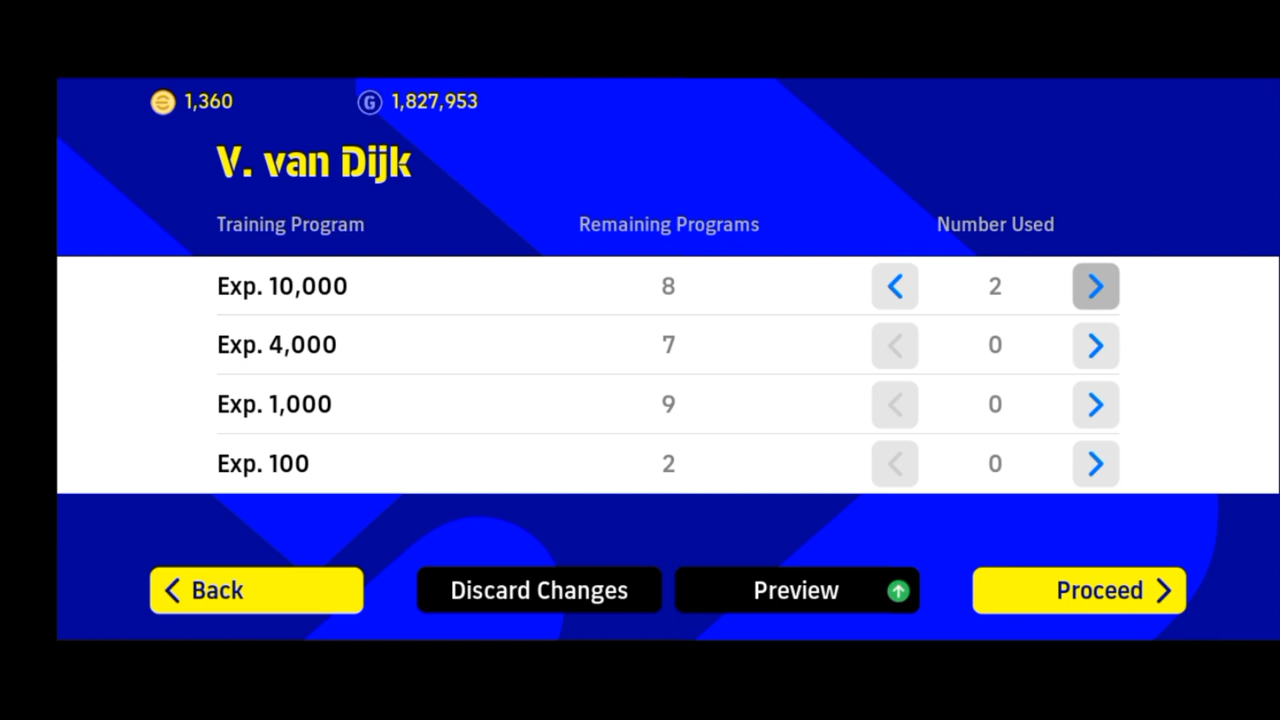 1,360 G 1,827,953
V. van Dijk
Training Program Remaining Programs Number Used
Exp. 10,000 8 2
Exp. 4,000 7 0
Exp. 1,000 9 0
Exp. 100 2 0
Back Discard Changes Preview Proceed